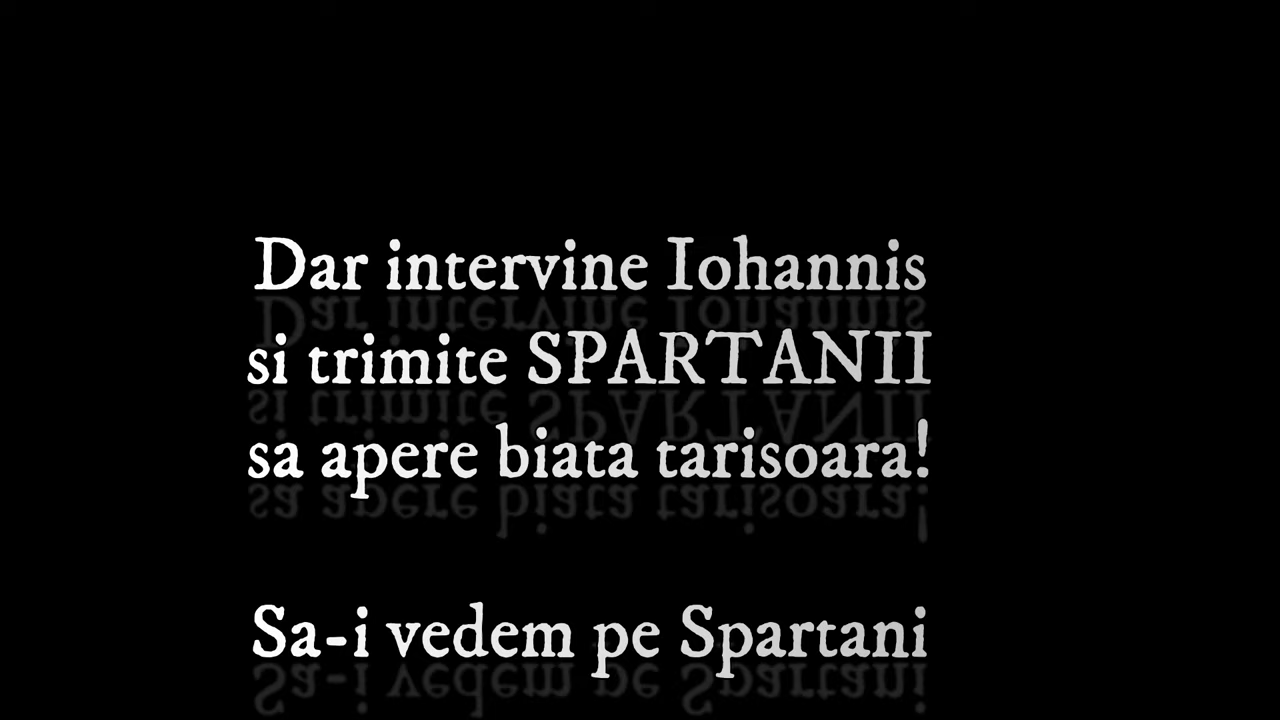 Dar intervine Iohannis
si trimite SPARTANII
sa apere biata tarisoara!
Sa-i vedem pe Spartani